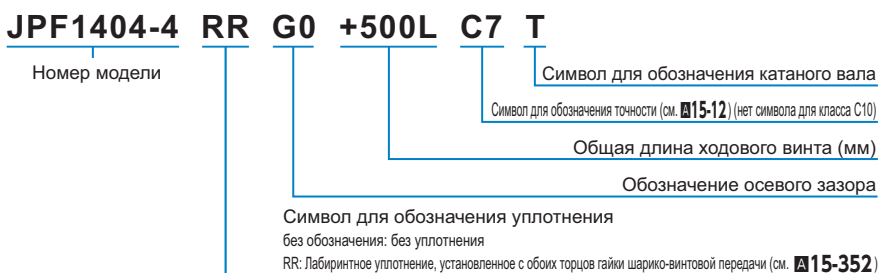 JPF1404-4 RR G0 +500L C7 T
Номер модели
Символ для обозначения катаного вала
Символ для обозначения точности (см. A15-12) (нет символа для класса C10)
Общая длина ходового винта (мм)
Обозначение осевого зазора
Символ для обозначения уплотнения
без обозначения: без уплотнения
RR: Лабиринтное уплотнение, установленное с обоих торцов гайки шарико-винтовой передачи (см. A15-352)